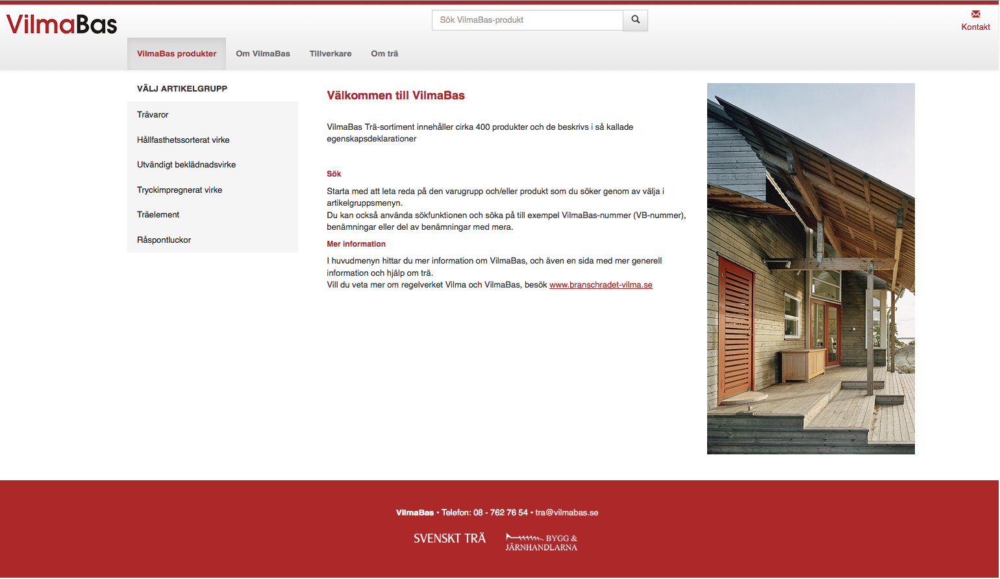 VilmaBas
Sök VilmaBas-produkt
Kontakt
VilmaBas produkter
Om VilmaBas
Tillverkare
Om trä
VÄLJ ARTIKELGRUPP
Trävaror
Hållfasthetssorterat virke
Utvändigt beklädnadsvirke
Tryckimpregnerat virke
Träelement
Råspontluckor
Välkommen till VilmaBas
VilmaBas Trä-sortiment innehåller cirka 400 produkter och de beskrivs i så kallade
egenskapsdeklarationer
Sök
Starta med att leta reda på den varugrupp och/eller produkt som du söker genom av välja i
artikelgruppsmenyn.
Du kan också använda sökfunktionen och söka på till exempel VilmaBas-nummer (VB-nummer),
benämningar eller del av benämningar med mera.
Mer information
I huvudmenyn hittar du mer information om VilmaBas, och även en sida med mer generell
information och hjälp om trä.
Vill du veta mer om regelverket Vilma och VilmaBas, besök www.branschradet-vilma.se
VilmaBas • Telefon: 08 - 762 76 54 • tra@vilmabas.se
SVENSKT TRÄ
BYGG &
JÄRNHANDLARNA